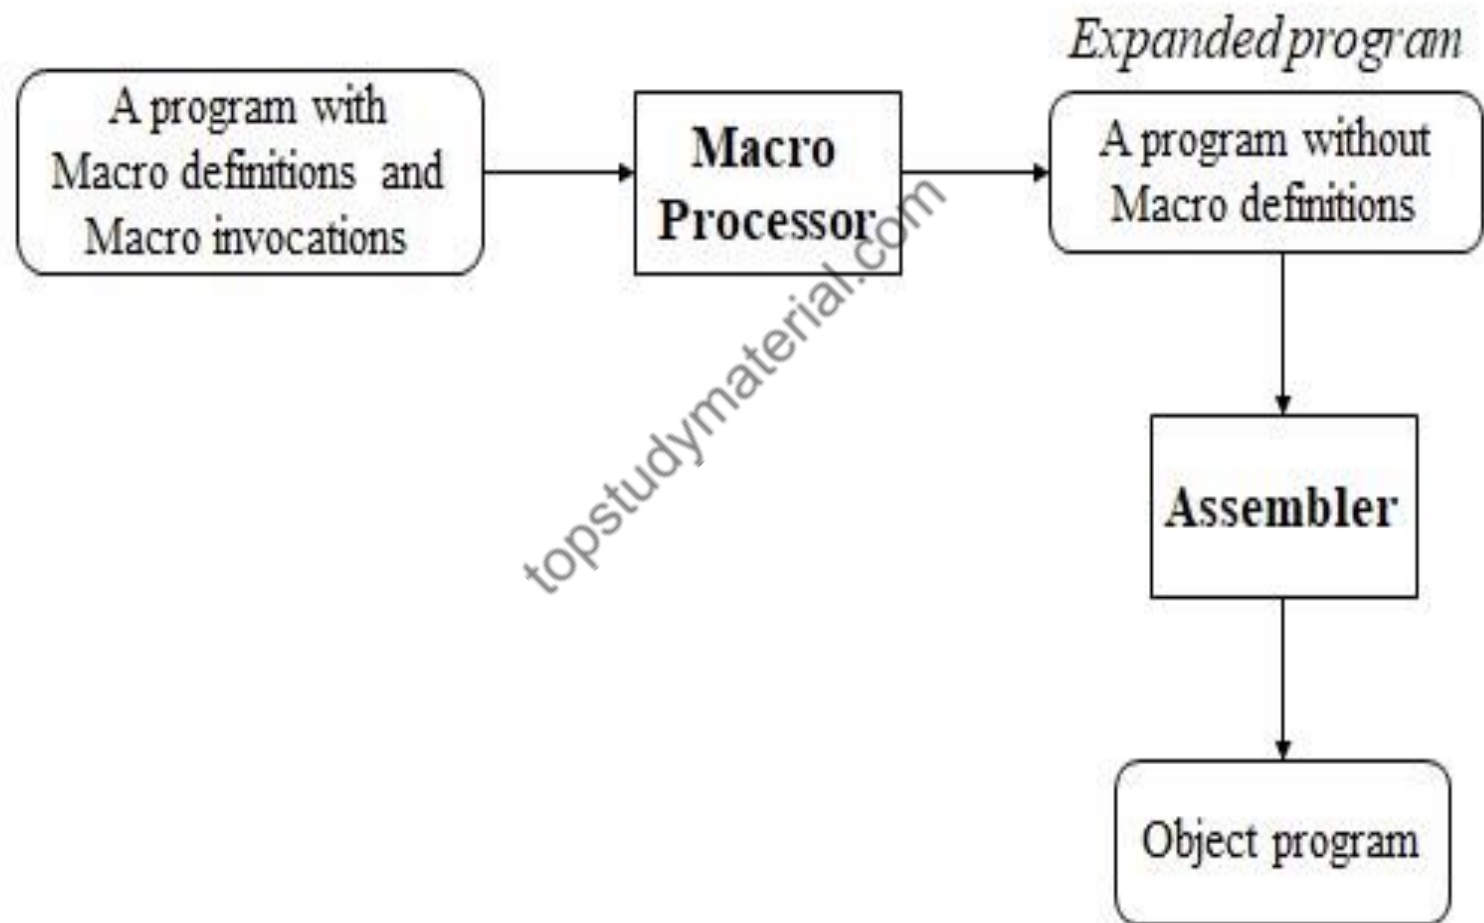 Expanded program
A program with
Macro definitions and
Macro invocations
Macro
Processor
A program without
Macro definitions
topstudymaterial.com
Assembler
Object program